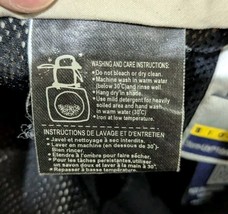 WASHING AND CARE INSTRUCTIONS:
• Do not bleach or dry clean.
• Machine wash in warm water
(below 30°C) and rinse well.
• Hang dry in shade.
• Use mild detergent for heavily
soiled area and hand wash
in warm water (30°C)
• Iron at low temperature.
INSTRUCTIONS DE LAVAGE ET D'ENTRETIEN
• Javel et nettoyage à sec interdits.
• Laver en machine (en dessous de 30°).
Bien rincer.
• Etendre à l'ombre pour faire sécher.
• Pour les tâches persistantes, utiliser
du savon doux et laver à la main à 30°.
• Repasser à basse température.